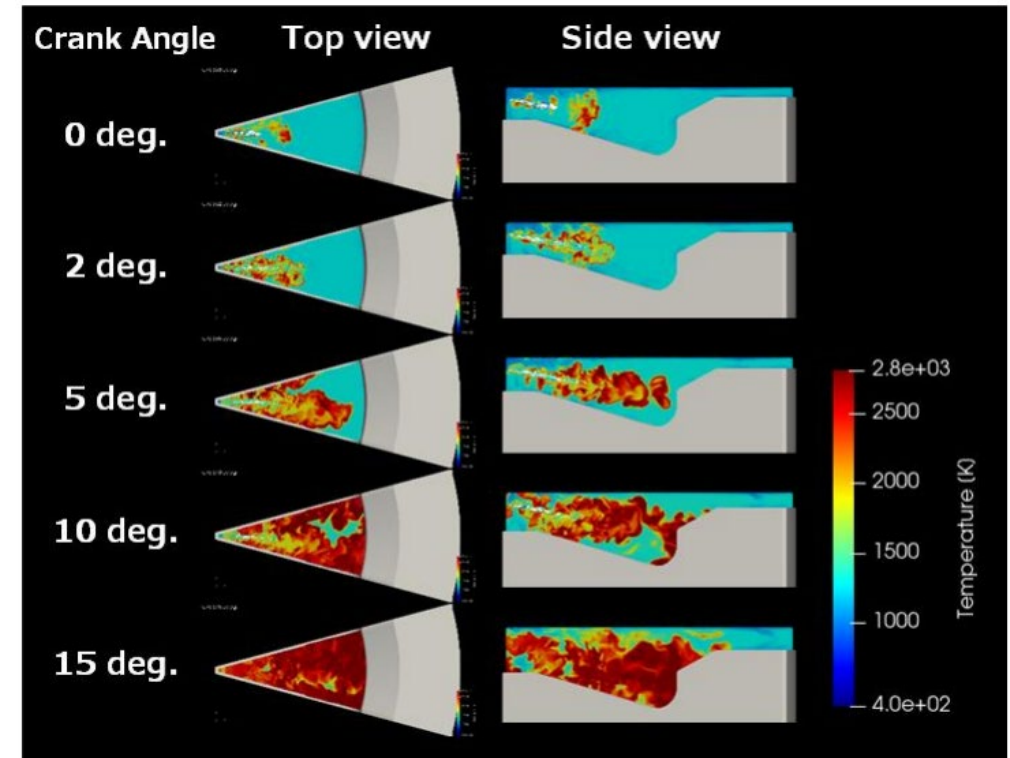 Crank Angle Top view Side view
0 deg.
2 deg.
5 deg.
10 deg.
15 deg.
2.8e+03
2500
2000
1500
1000
4.0e+02
Temperature (K)